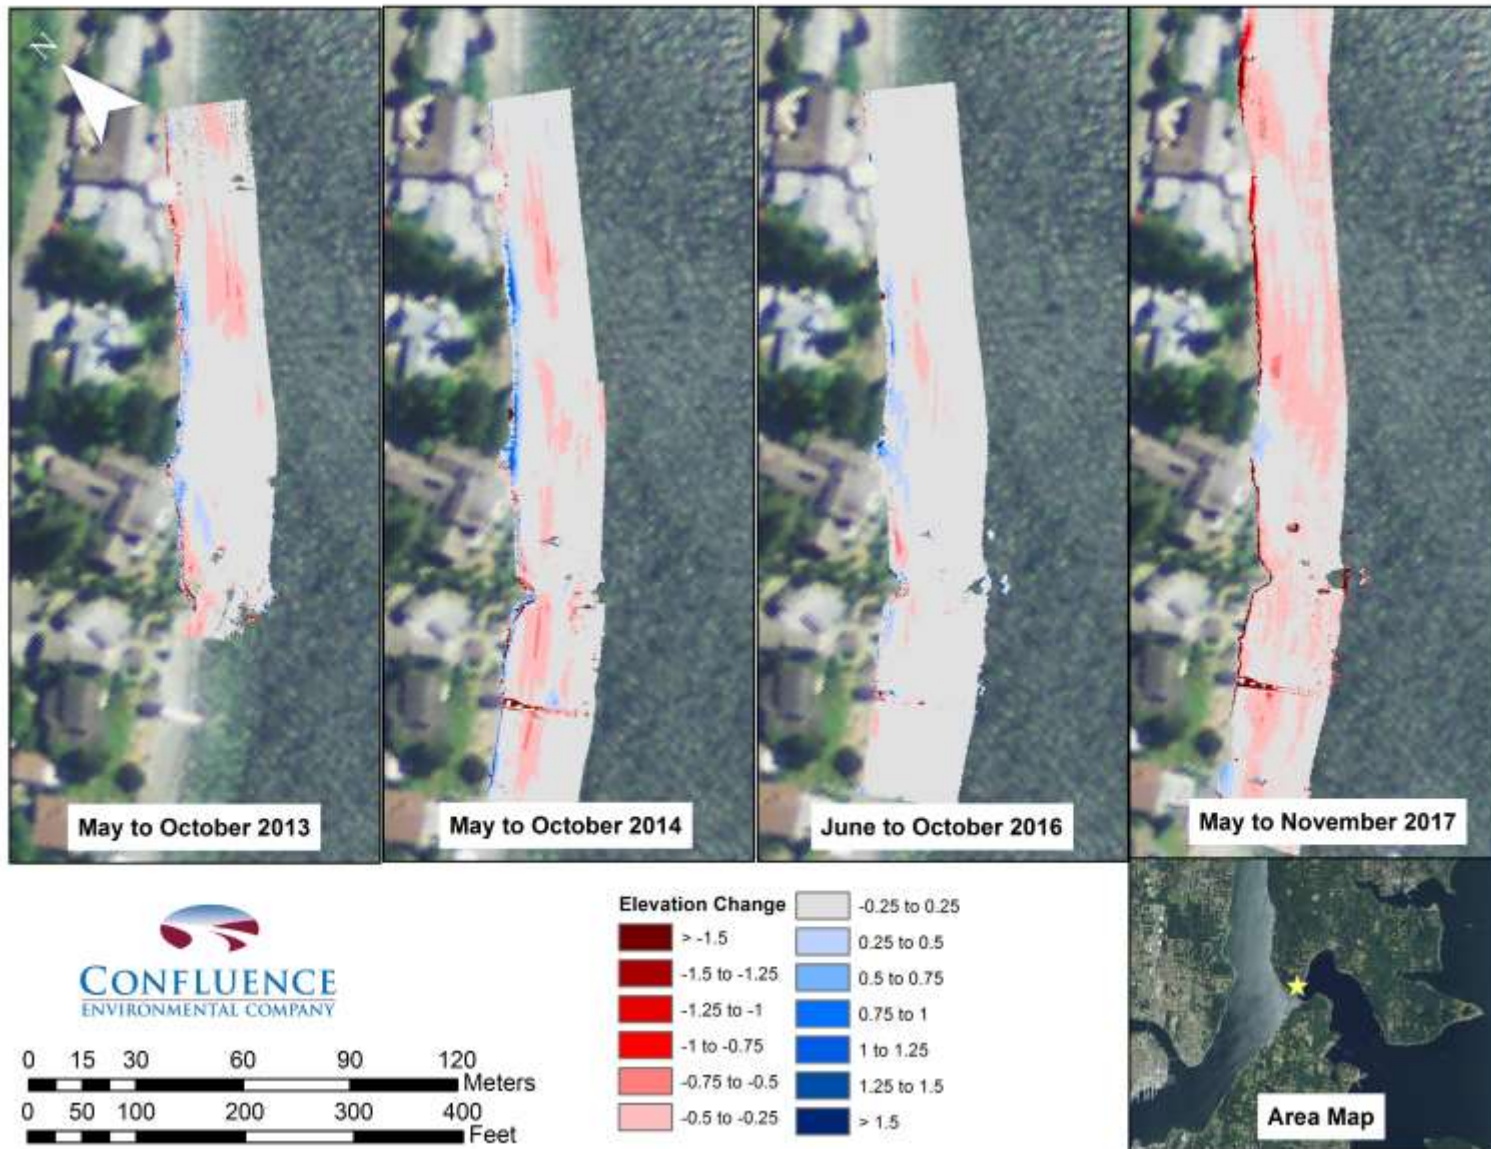 N
May to October 2013
May to October 2014
June to October 2016
May to November 2017
CONFLUENCE
ENVIRONMENTAL COMPANY
0 15 30 60 90 120
Meters
0 50 100 200 300 400
Feet
Elevation Change
> -1.5
-1.5 to -1.25
-1.25 to -1
-1 to -0.75
-0.75 to -0.5
-0.5 to -0.25
-0.25 to 0.25
0.25 to 0.5
0.5 to 0.75
0.75 to 1
1 to 1.25
1.25 to 1.5
> 1.5
Area Map